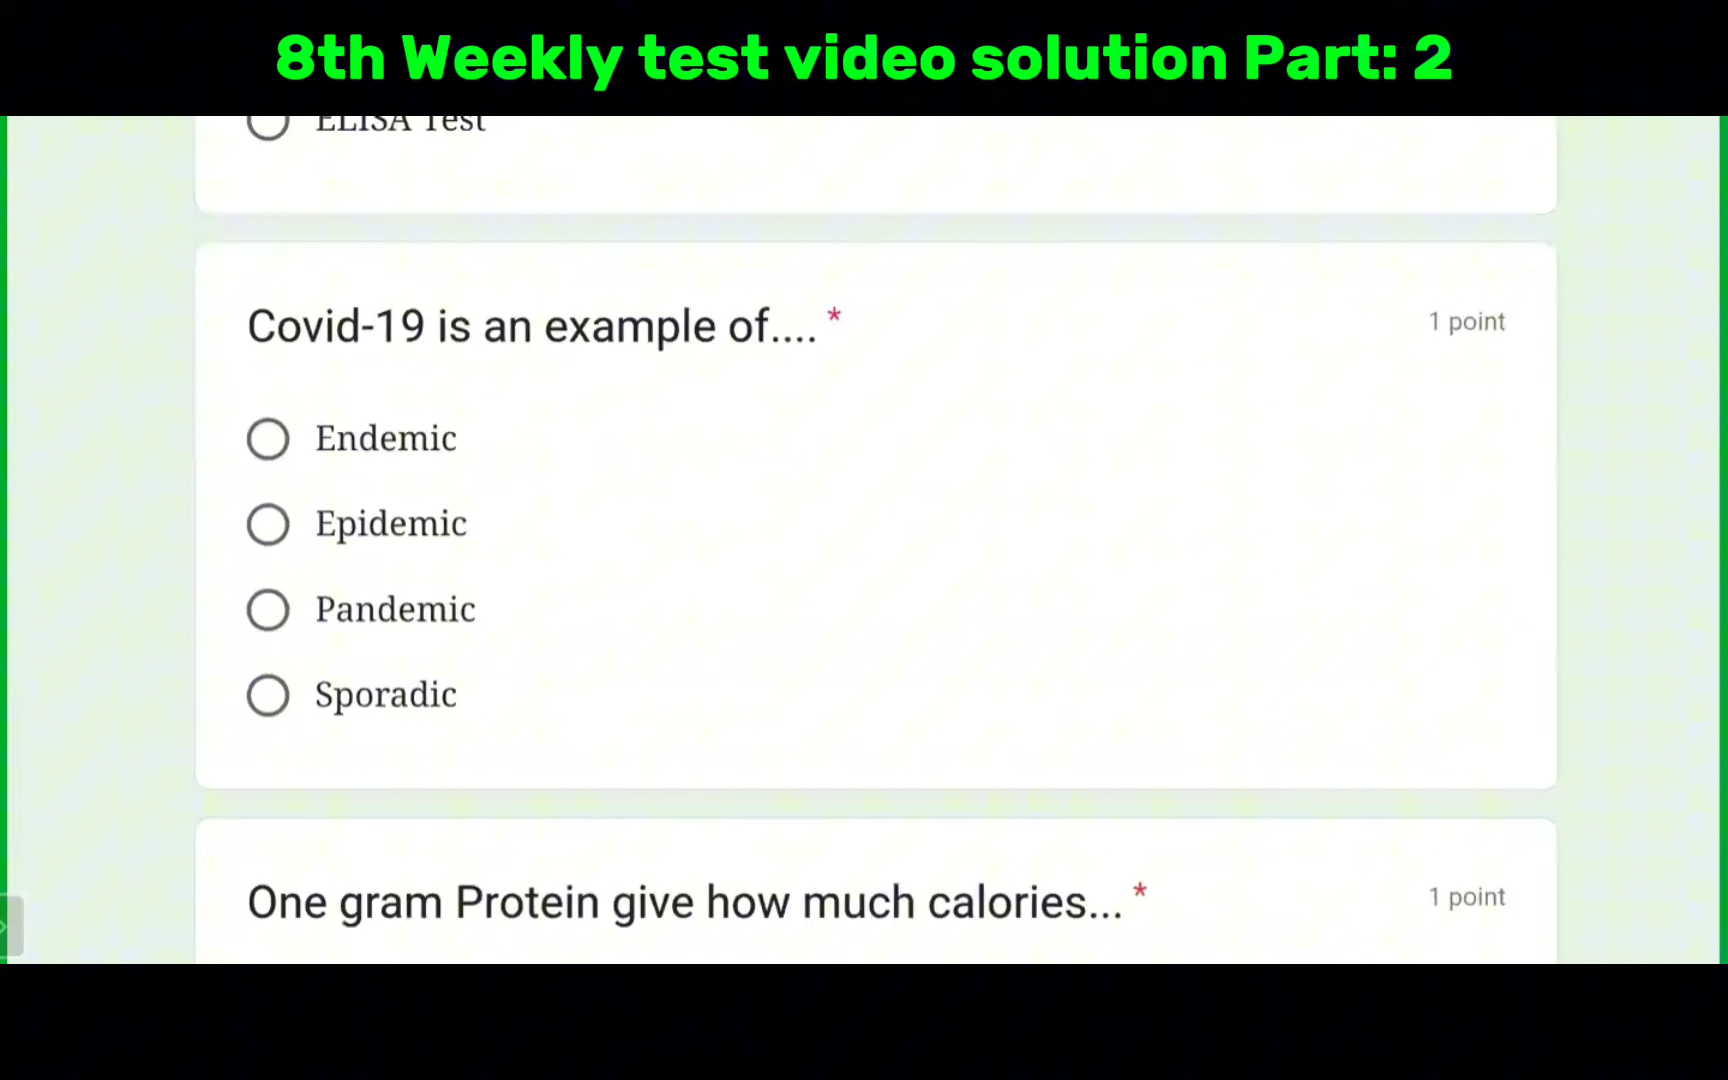 8th Weekly test video solution Part: 2
ELISA Test
Covid-19 is an example of.... *
1 point
Endemic
Epidemic
Pandemic
Sporadic
One gram Protein give how much calories... *
1 point